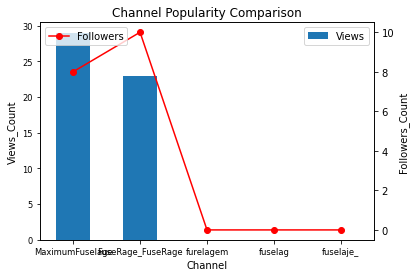 Channel Popularity Comparison
Followers
Views
30
25
20
15
10
5
0
Views_Count
10
8
6
4
2
0
Followers_Count
MaximumFuselage FuseRage_FuseRage furelagem fuselag fuselaje_
Channel